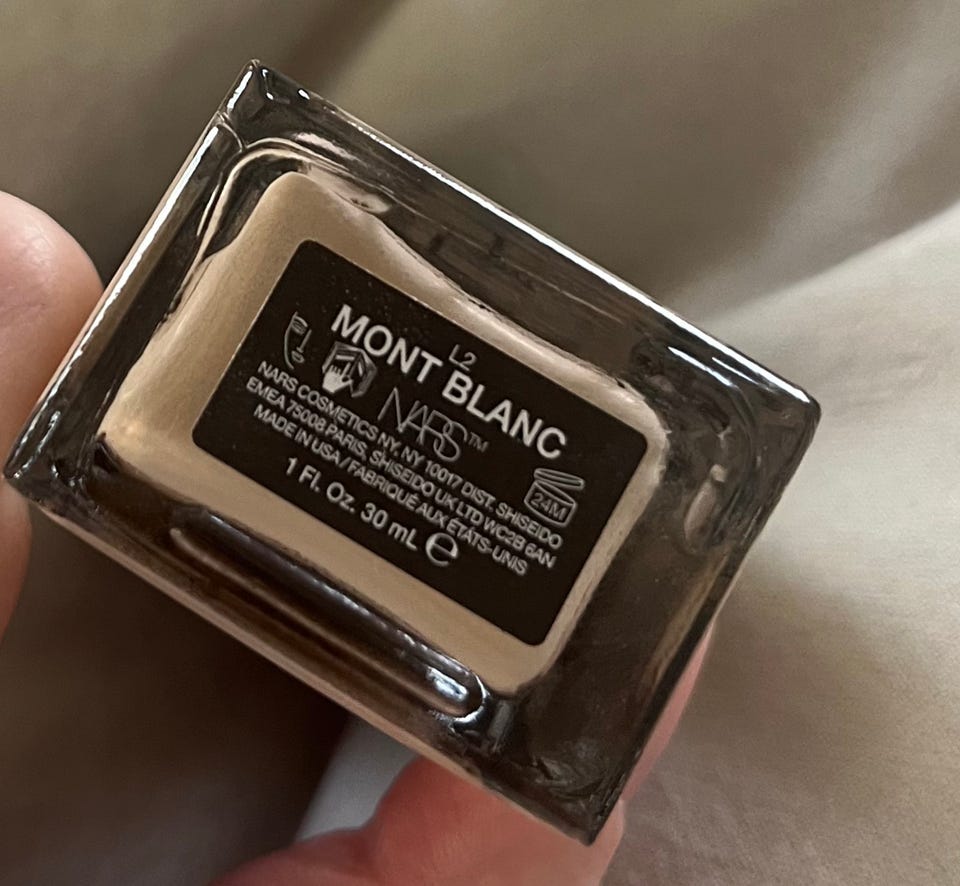 L2
MONT BLANC
NARS™
NARS COSMETICS NY, NY 10017 DIST. SHISEIDO
EMEA 75008 PARIS, SHISEIDO UK LTD WC2B 6AN
MADE IN USA / FABRIQUÉ AUX ÉTATS-UNIS
1 Fl. Oz. 30 mL ℮
24M